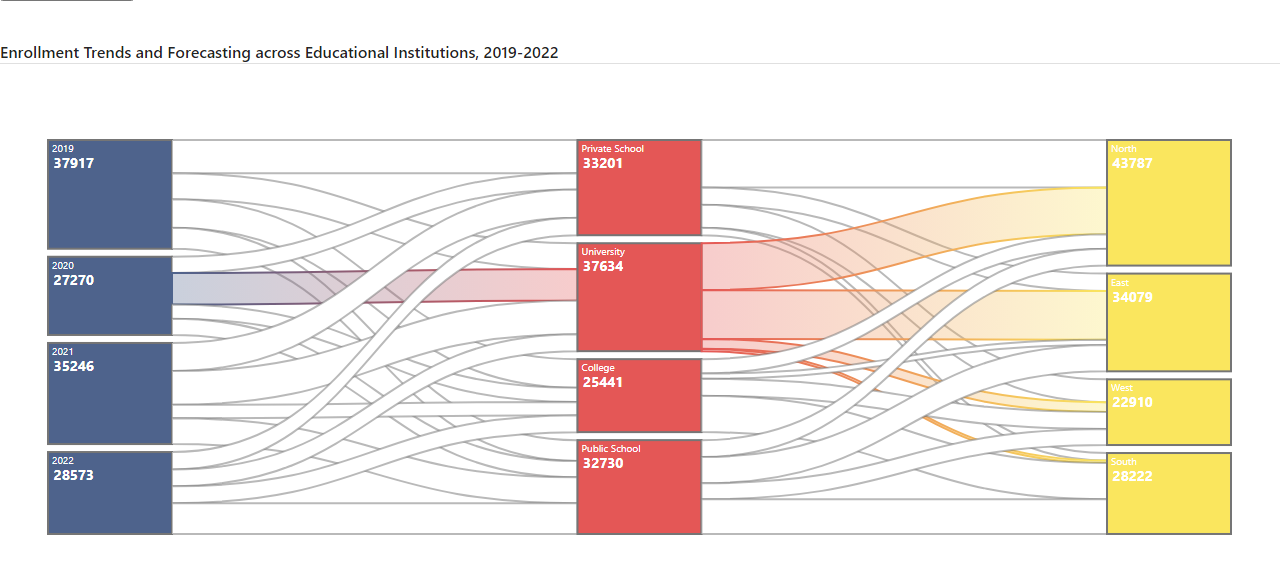 Enrollment Trends and Forecasting across Educational Institutions, 2019-2022
2019
37917
2020
27270
2021
35246
2022
28573
Private School
33201
University
37634
College
25441
Public School
32730
North
43787
East
34079
West
22910
South
28222